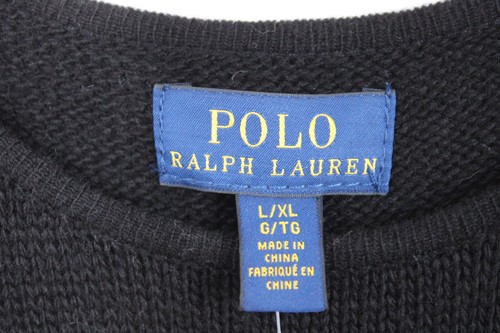 POLO
RALPH LAUREN
L/XL
G/TG
MADE IN
CHINA
FABRIQUÉ EN
CHINE